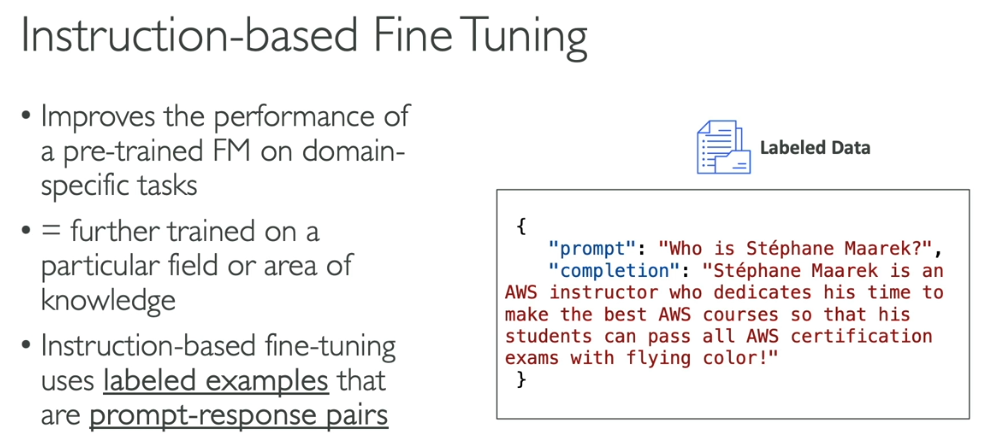 Instruction-based Fine Tuning
• Improves the performance of
a pre-trained FM on domain-
specific tasks
• = further trained on a
particular field or area of
knowledge
• Instruction-based fine-tuning
uses labeled examples that
are prompt-response pairs
Labeled Data
{
"prompt": "Who is Stéphane Maarek?",
"completion": "Stéphane Maarek is an
AWS instructor who dedicates his time to
make the best AWS courses so that his
students can pass all AWS certification
exams with flying color!"
}